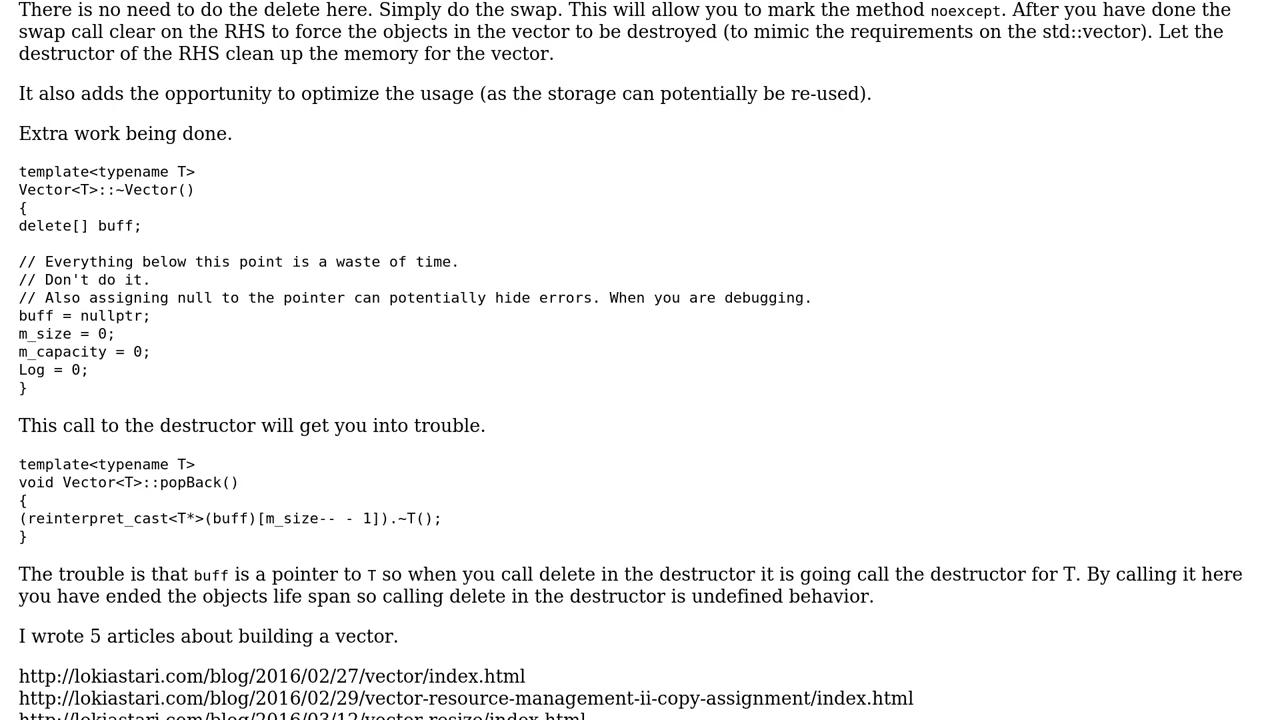 There is no need to do the delete here. Simply do the swap. This will allow you to mark the method noexcept. After you have done the
swap call clear on the RHS to force the objects in the vector to be destroyed (to mimic the requirements on the std::vector). Let the
destructor of the RHS clean up the memory for the vector.
It also adds the opportunity to optimize the usage (as the storage can potentially be re-used).
Extra work being done.
template<typename T>
Vector<T>::~Vector()
{
delete[] buff;
// Everything below this point is a waste of time.
// Don't do it.
// Also assigning null to the pointer can potentially hide errors. When you are debugging.
buff = nullptr;
m_size = 0;
m_capacity = 0;
Log = 0;
}
This call to the destructor will get you into trouble.
template<typename T>
void Vector<T>::popBack()
{
(reinterpret_cast<T*>(buff)[m_size-- - 1]).~T();
}
The trouble is that buff is a pointer to T so when you call delete in the destructor it is going call the destructor for T. By calling it here
you have ended the objects life span so calling delete in the destructor is undefined behavior.
I wrote 5 articles about building a vector.
http://lokiastari.com/blog/2016/02/27/vector/index.html
http://lokiastari.com/blog/2016/02/29/vector-resource-management-ii-copy-assignment/index.html
http://lokiastari.com/blog/2016/03/12/vector-resize/index.html